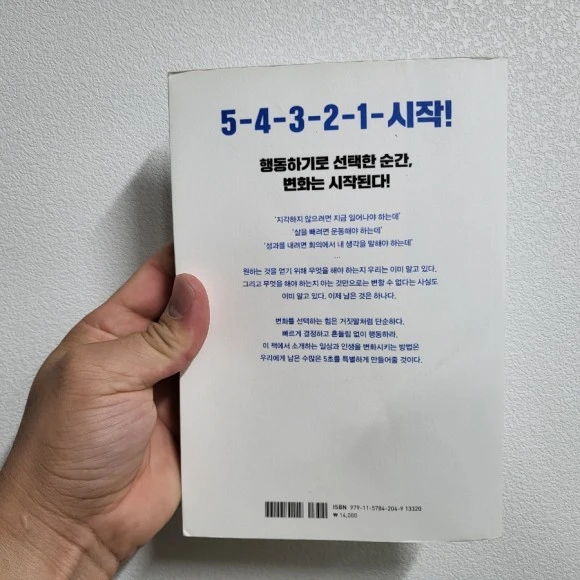 5-4-3-2-1-시작!
행동하기로 선택한 순간,
변화는 시작된다!
'지각하지 않으려면 지금 일어나야 하는데'
'살을 빼려면 운동해야 하는데'
'성과를 내려면 회의에서 내 생각을 말해야 하는데'
…
원하는 것을 얻기 위해 무엇을 해야 하는지 우리는 이미 알고 있다.
그리고 무엇을 해야 하는지 아는 것만으로는 변할 수 없다는 사실도
이미 알고 있다. 이제 남은 것은 하나다.
변화를 선택하는 힘은 거짓말처럼 단순하다.
빠르게 결정하고 흔들림 없이 행동하라.
이 책에서 소개하는 일상과 인생을 변화시키는 방법은
우리에게 남은 수많은 5초를 특별하게 만들어줄 것이다.
ISBN 979-11-5784-204-9 13320
₩ 14,000